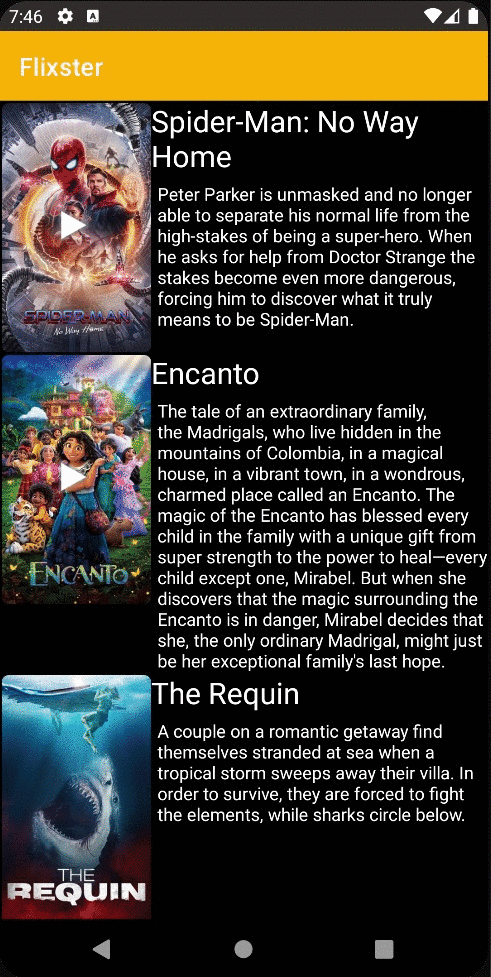 7:46
Flixster
Spider-Man: No Way
Home
Peter Parker is unmasked and no longer
able to separate his normal life from the
high-stakes of being a super-hero. When
he asks for help from Doctor Strange the
stakes become even more dangerous,
forcing him to discover what it truly
means to be Spider-Man.
SPIDER-MAN
No Way Home
Encanto
The tale of an extraordinary family,
the Madrigals, who live hidden in the
mountains of Colombia, in a magical
house, in a vibrant town, in a wondrous,
charmed place called an Encanto. The
magic of the Encanto has blessed every
child in the family with a unique gift from
super strength to the power to heal—every
child except one, Mirabel. But when she
discovers that the magic surrounding the
Encanto is in danger, Mirabel decides that
she, the only ordinary Madrigal, might just
be her exceptional family's last hope.
ENCANTO
The Requin
A couple on a romantic getaway find
themselves stranded at sea when a
tropical storm sweeps away their villa. In
order to survive, they are forced to fight
the elements, while sharks circle below.
THE
REQUIN